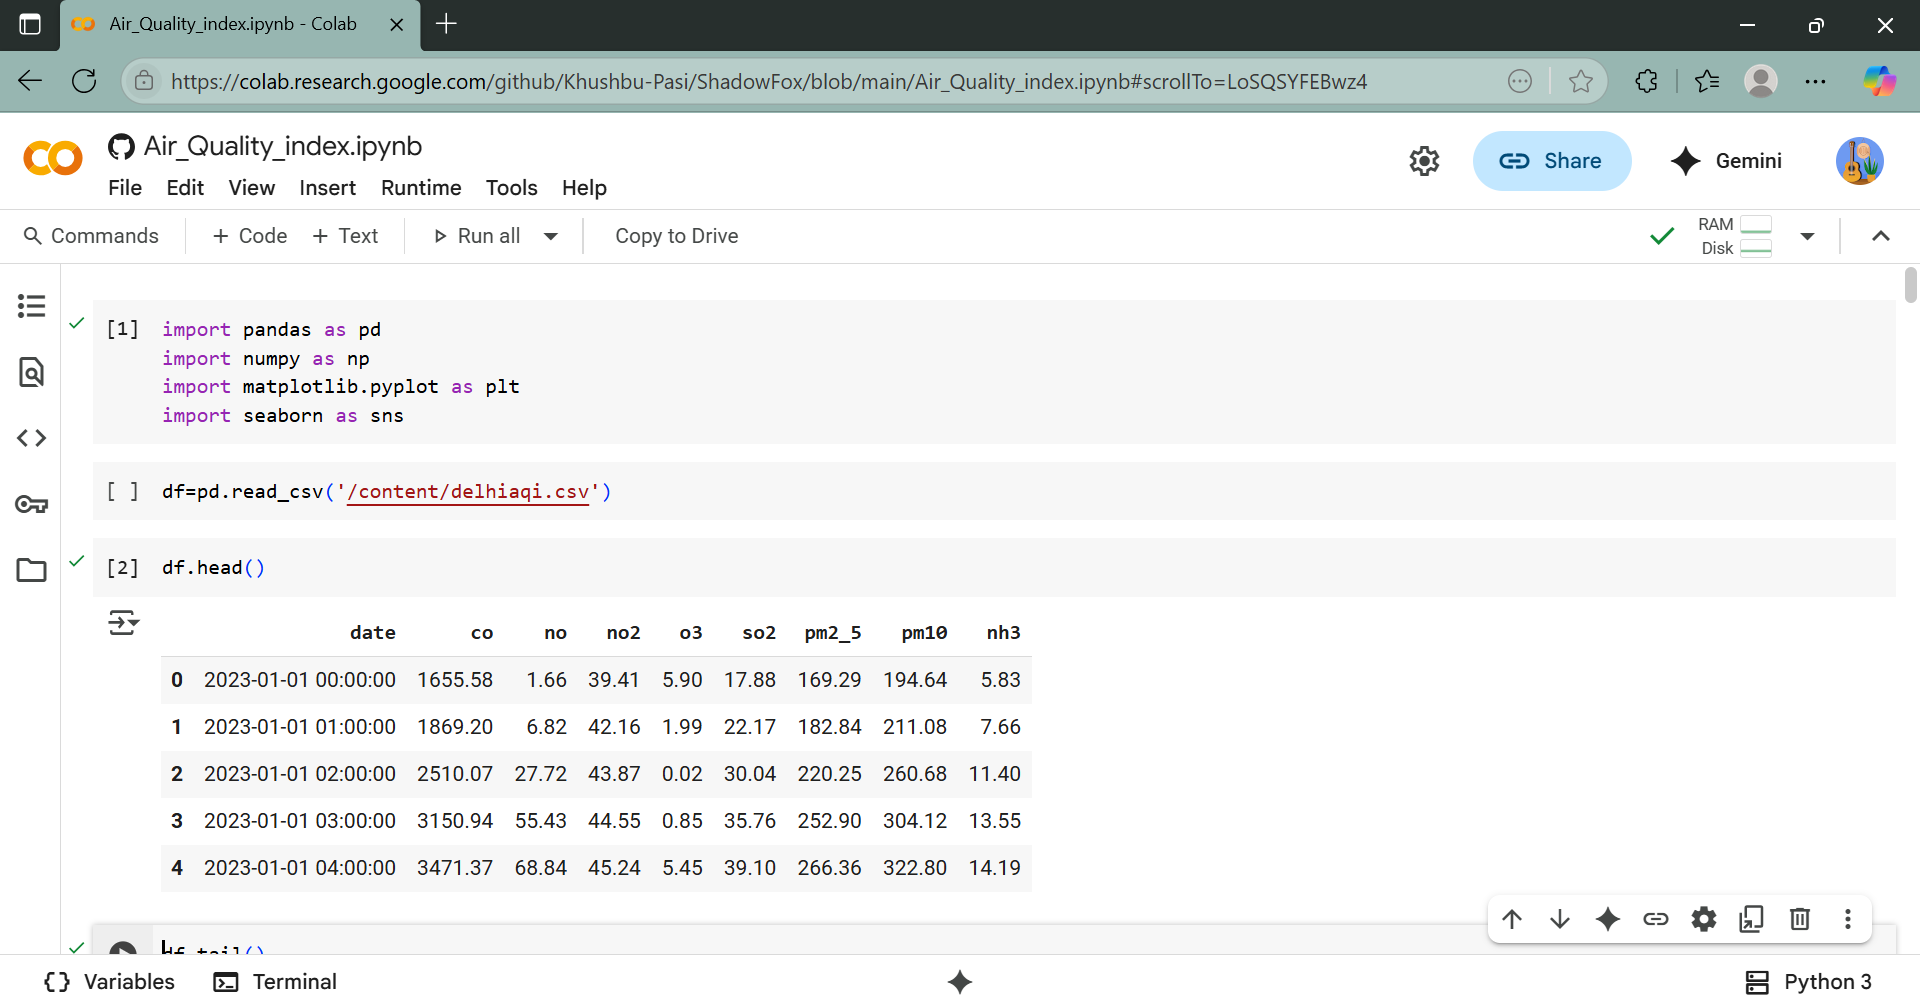 Air_Quality_index.ipynb - Colab
https://colab.research.google.com/github/Khushbu-Pasi/ShadowFox/blob/main/Air_Quality_index.ipynb#scrollTo=LoSQSYFEBwz4
Air_Quality_index.ipynb
Share
Gemini
File Edit View Insert Runtime Tools Help
Commands + Code + Text Run all Copy to Drive
RAM
Disk
[1] import pandas as pd
import numpy as np
import matplotlib.pyplot as plt
import seaborn as sns
[ ] df=pd.read_csv('/content/delhiaqi.csv')
[2] df.head()
date co no no2 o3 so2 pm2_5 pm10 nh3
0 2023-01-01 00:00:00 1655.58 1.66 39.41 5.90 17.88 169.29 194.64 5.83
1 2023-01-01 01:00:00 1869.20 6.82 42.16 1.99 22.17 182.84 211.08 7.66
2 2023-01-01 02:00:00 2510.07 27.72 43.87 0.02 30.04 220.25 260.68 11.40
3 2023-01-01 03:00:00 3150.94 55.43 44.55 0.85 35.76 252.90 304.12 13.55
4 2023-01-01 04:00:00 3471.37 68.84 45.24 5.45 39.10 266.36 322.80 14.19
df.tail()
Variables Terminal Python 3